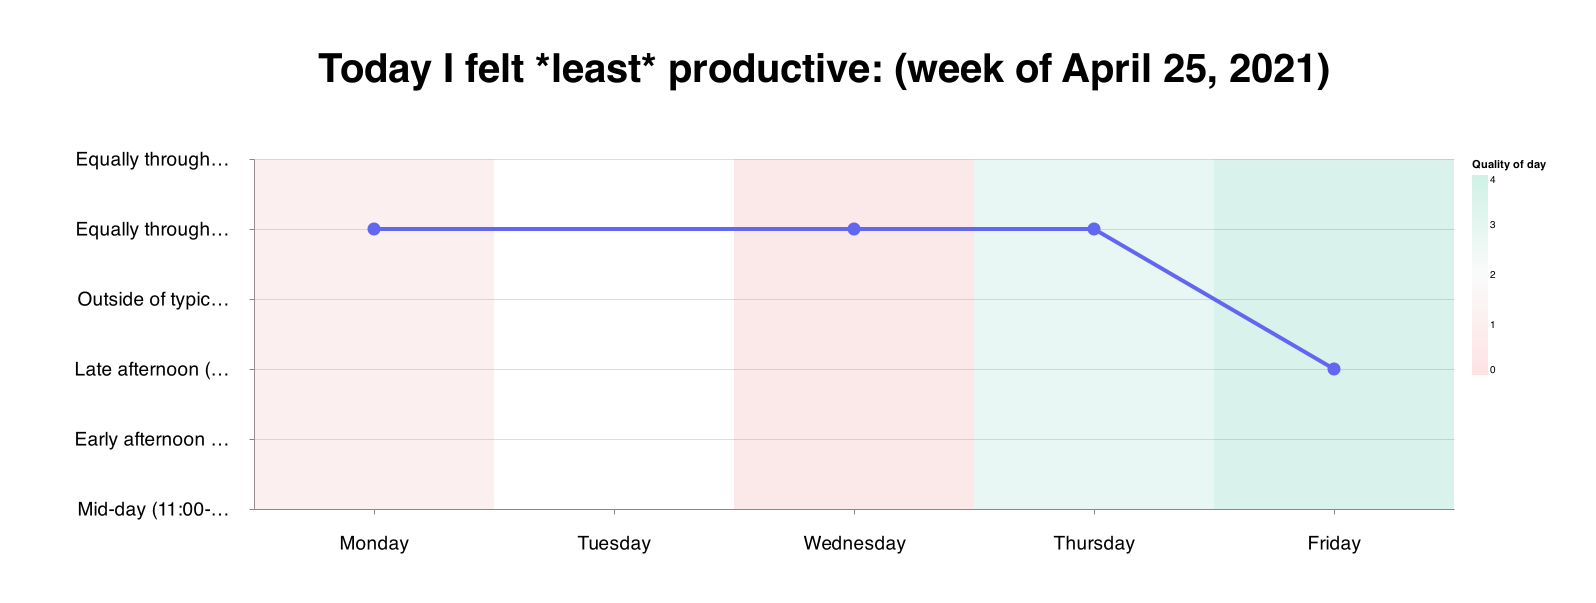 Today I felt *least* productive: (week of April 25, 2021)
Equally through…
Equally through…
Outside of typic…
Late afternoon (…
Early afternoon …
Mid-day (11:00-…
Monday
Tuesday
Wednesday
Thursday
Friday
Quality of day
4
3
2
1
0